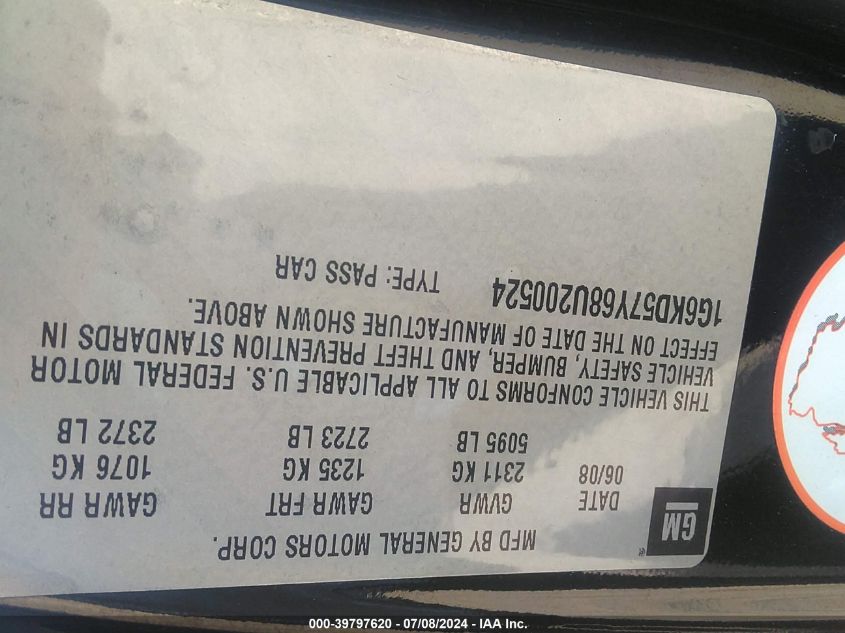 MFD BY GENERAL MOTORS CORP.
GM
DATE GVWR GAWR FRT GAWR RR
06/08 2311 KG 1235 KG 1076 KG
5095 LB 2723 LB 2372 LB
THIS VEHICLE CONFORMS TO ALL APPLICABLE U.S. FEDERAL MOTOR
VEHICLE SAFETY, BUMPER, AND THEFT PREVENTION STANDARDS IN
EFFECT ON THE DATE OF MANUFACTURE SHOWN ABOVE.
1G6KD57Y68U200524 TYPE: PASS CAR
000-39797620 - 07/08/2024 - IAA Inc.